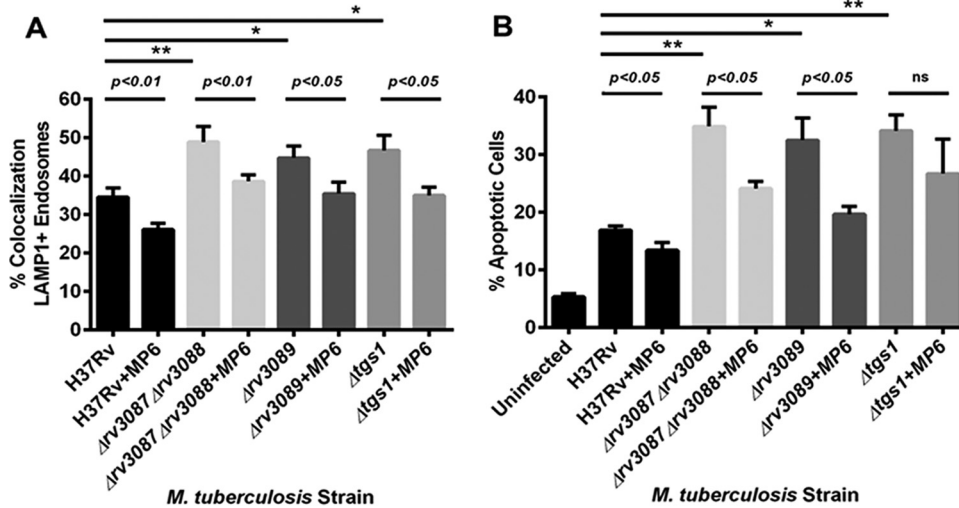 A
*
*
**
p<0.01
p<0.01
p<0.05
p<0.05
60
50
40
30
20
10
0
% Colocalization
LAMP1+ Endosomes
H37Rv
H37Rv+MP6
Δrv3087 Δrv3088
Δrv3087 Δrv3088+MP6
Δrv3089
Δrv3089+MP6
Δtgs1
Δtgs1+MP6
M. tuberculosis Strain
B
**
*
**
p<0.05
p<0.05
p<0.05
ns
40
30
20
10
0
% Apoptotic Cells
Uninfected
H37Rv
H37Rv+MP6
Δrv3087 Δrv3088
Δrv3087 Δrv3088+MP6
Δrv3089
Δrv3089+MP6
Δtgs1
Δtgs1+MP6
M. tuberculosis Strain